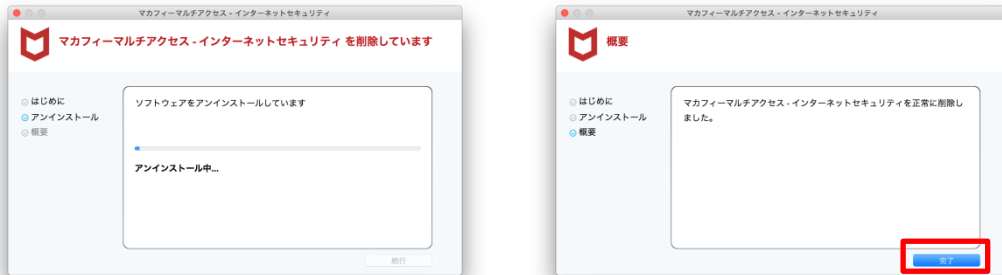 マカフィーマルチアクセス - インターネットセキュリティ
マカフィーマルチアクセス - インターネットセキュリティ を削除しています
はじめに
アンインストール
概要
ソフトウェアをアンインストールしています
アンインストール中...
続行
マカフィーマルチアクセス - インターネットセキュリティ
概要
はじめに
アンインストール
概要
マカフィーマルチアクセス - インターネットセキュリティを正常に削除し
ました。
完了